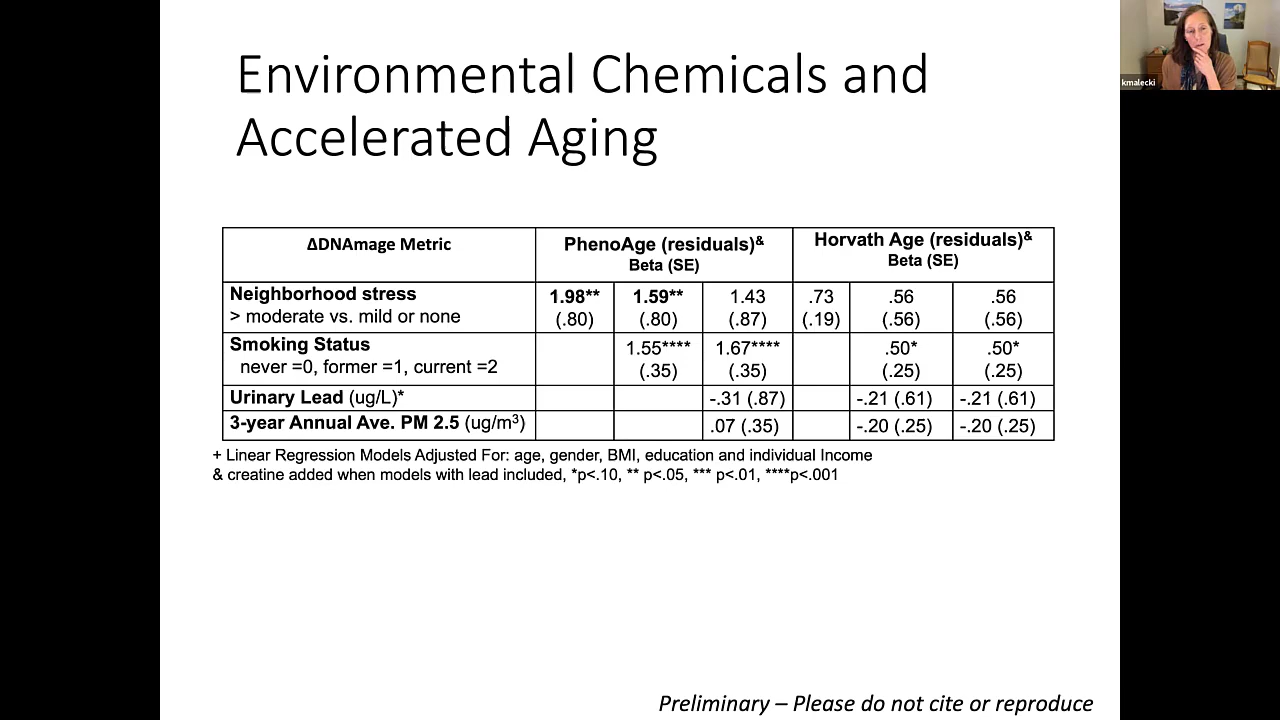 Environmental Chemicals and
Accelerated Aging
kmalecki
ΔDNAmage Metric
PhenoAge (residuals)&
Beta (SE)
Horvath Age (residuals)&
Beta (SE)
Neighborhood stress
> moderate vs. mild or none
1.98**
(.80)
1.59**
(.80)
1.43
(.87)
.73
(.19)
.56
(.56)
.56
(.56)
Smoking Status
never =0, former =1, current =2
1.55****
(.35)
1.67****
(.35)
.50*
(.25)
.50*
(.25)
Urinary Lead (ug/L)*
-.31 (.87)
-.21 (.61)
-.21 (.61)
3-year Annual Ave. PM 2.5 (ug/m³)
.07 (.35)
-.20 (.25)
-.20 (.25)
+ Linear Regression Models Adjusted For: age, gender, BMI, education and individual Income
& creatine added when models with lead included, *p<.10, ** p<.05, *** p<.01, ****p<.001
Preliminary – Please do not cite or reproduce